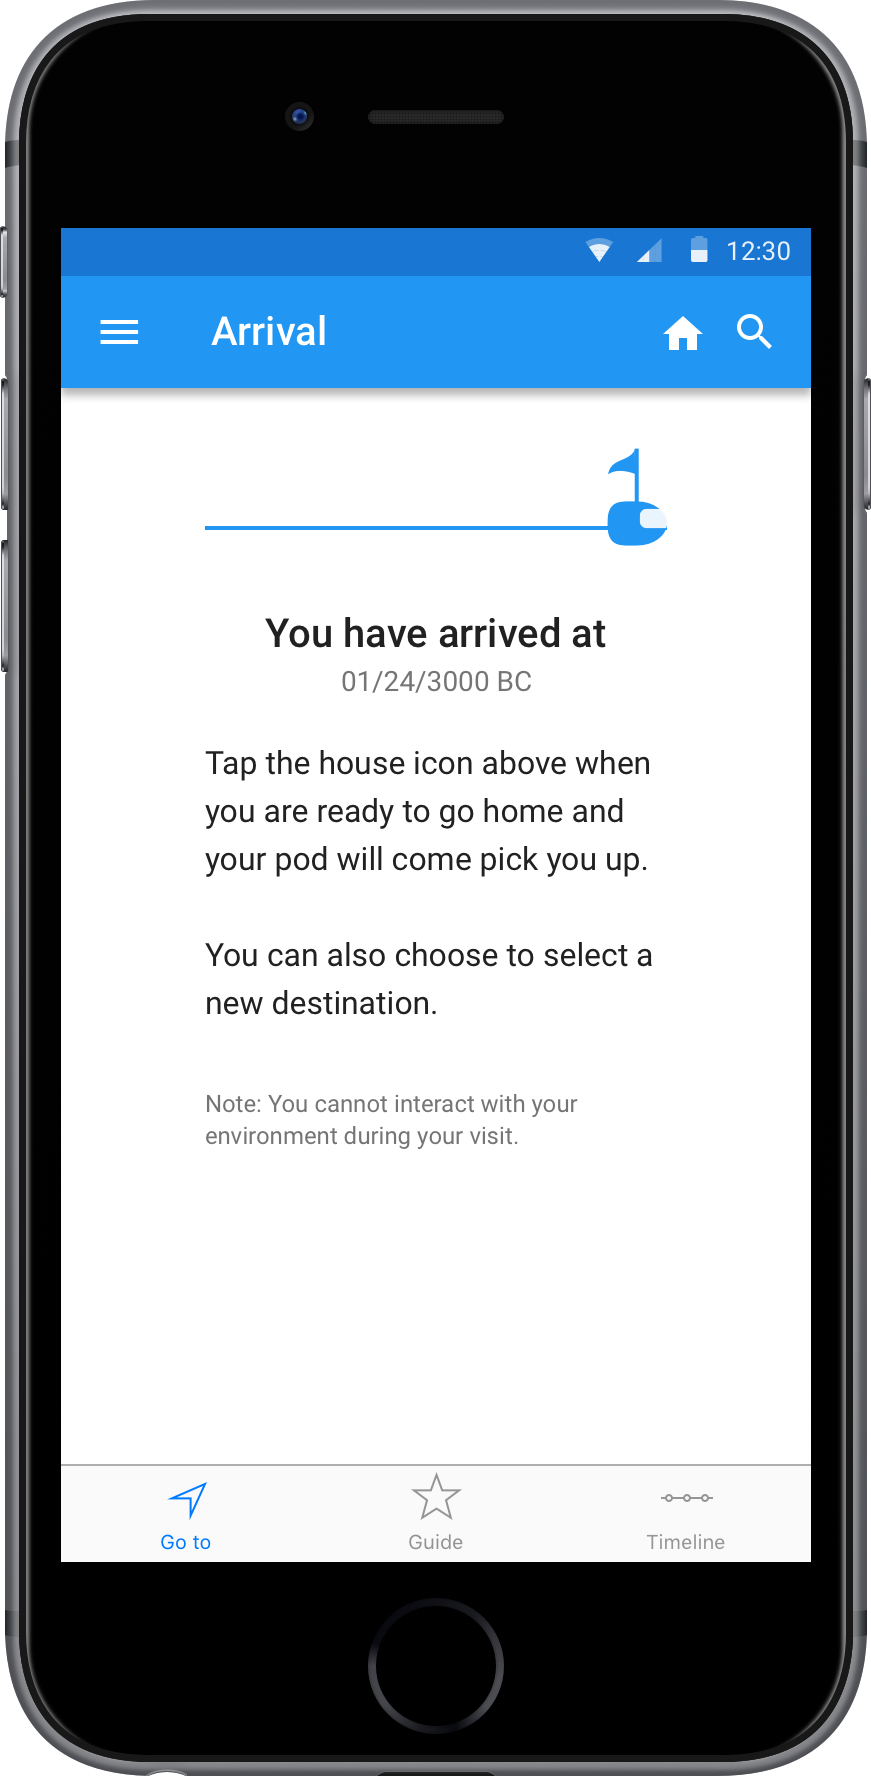 12:30
Arrival
You have arrived at
01/24/3000 BC
Tap the house icon above when
you are ready to go home and
your pod will come pick you up.
You can also choose to select a
new destination.
Note: You cannot interact with your
environment during your visit.
Go to
Guide
Timeline